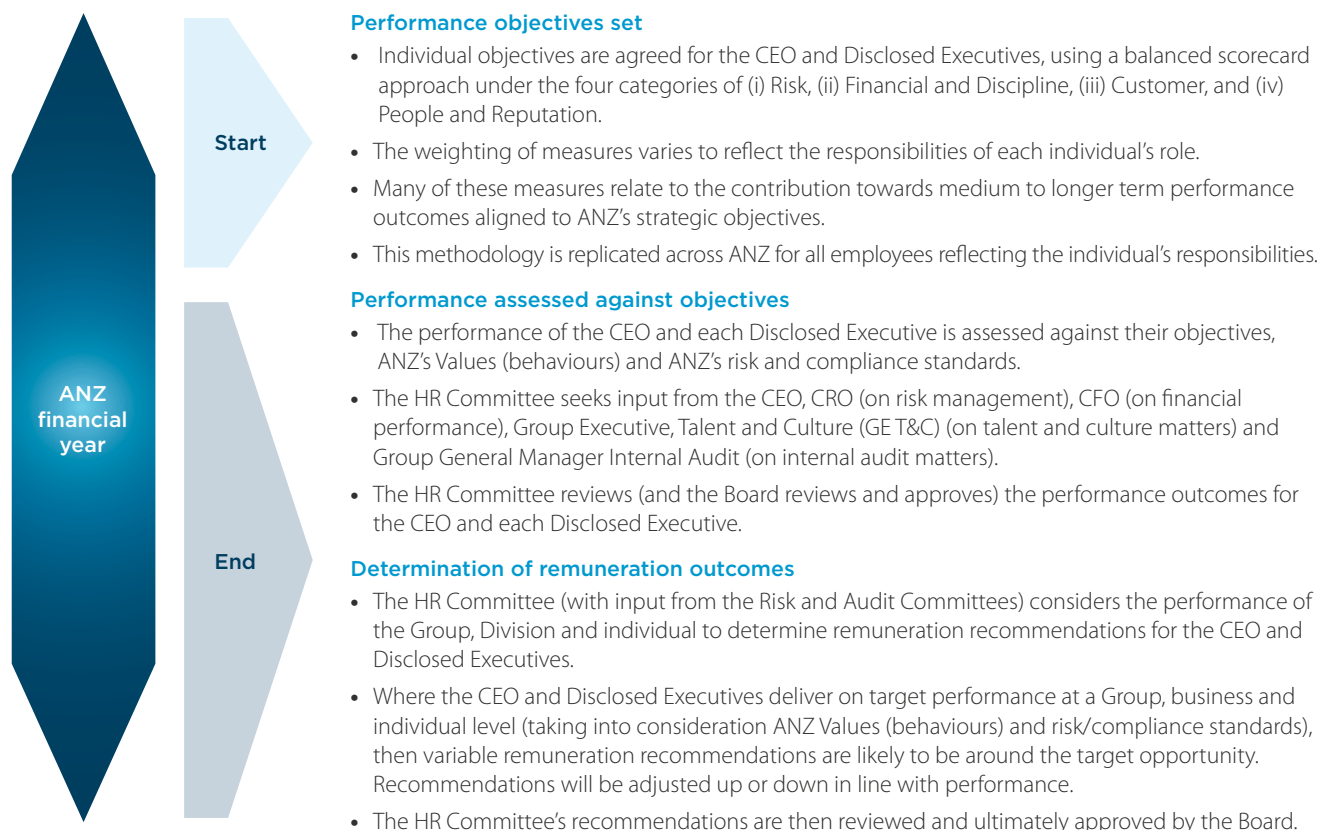 ANZ
financial
year
Start
Performance objectives set
• Individual objectives are agreed for the CEO and Disclosed Executives, using a balanced scorecard
approach under the four categories of (i) Risk, (ii) Financial and Discipline, (iii) Customer, and (iv)
People and Reputation.
• The weighting of measures varies to reflect the responsibilities of each individual's role.
• Many of these measures relate to the contribution towards medium to longer term performance
outcomes aligned to ANZ's strategic objectives.
• This methodology is replicated across ANZ for all employees reflecting the individual's responsibilities.
End
Performance assessed against objectives
• The performance of the CEO and each Disclosed Executive is assessed against their objectives,
ANZ's Values (behaviours) and ANZ's risk and compliance standards.
• The HR Committee seeks input from the CEO, CRO (on risk management), CFO (on financial
performance), Group Executive, Talent and Culture (GE T&C) (on talent and culture matters) and
Group General Manager Internal Audit (on internal audit matters).
• The HR Committee reviews (and the Board reviews and approves) the performance outcomes for
the CEO and each Disclosed Executive.
Determination of remuneration outcomes
• The HR Committee (with input from the Risk and Audit Committees) considers the performance of
the Group, Division and individual to determine remuneration recommendations for the CEO and
Disclosed Executives.
• Where the CEO and Disclosed Executives deliver on target performance at a Group, business and
individual level (taking into consideration ANZ Values (behaviours) and risk/compliance standards),
then variable remuneration recommendations are likely to be around the target opportunity.
Recommendations will be adjusted up or down in line with performance.
• The HR Committee's recommendations are then reviewed and ultimately approved by the Board.